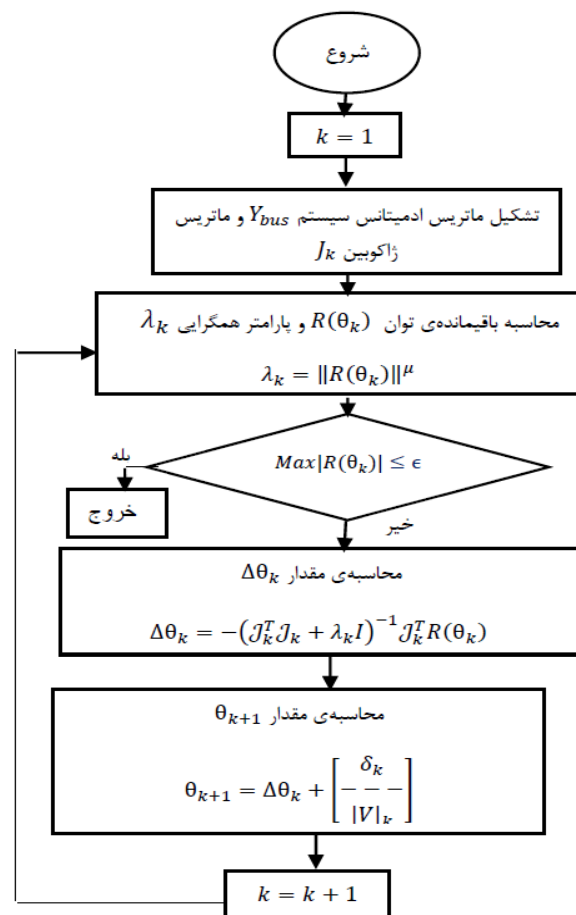 شروع
k = 1
تشکیل ماتریس ادمیتانس سیستم Y_bus و ماتریس
ژاکوبین J_k
محاسبه باقیمانده‌ی توان R(θ_k) و پارامتر همگرایی λ_k
λ_k = ‖R(θ_k)‖^μ
Max|R(θ_k)| ≤ ϵ
بله
خروج
خیر
محاسبه‌ی مقدار Δθ_k
Δθ_k = −(𝒥_k^T 𝒥_k + λ_k I)^{−1} 𝒥_k^T R(θ_k)
محاسبه‌ی مقدار θ_{k+1}
θ_{k+1} = Δθ_k + [δ_k − − − |V|_k]
k = k + 1